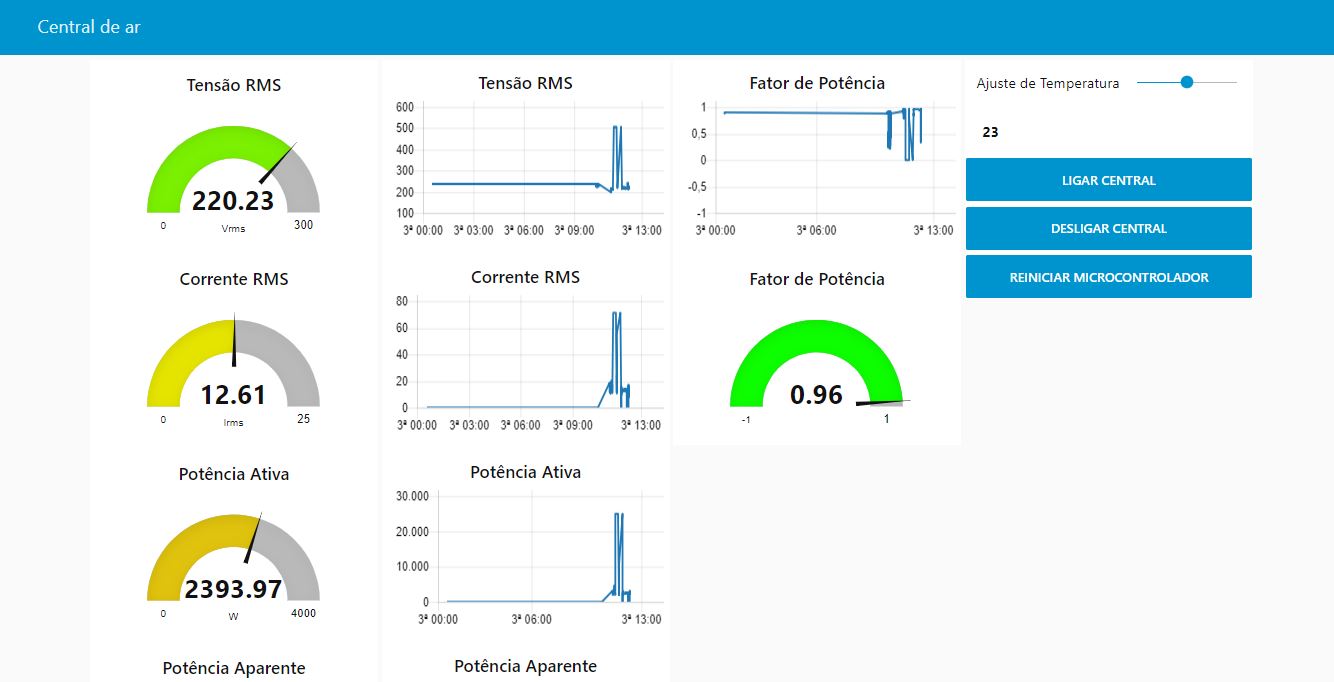 Central de ar
Tensão RMS
220.23
0
Vrms
300
Corrente RMS
12.61
0
Irms
25
Potência Ativa
2393.97
0
W
4000
Potência Aparente
Tensão RMS
600
500
400
300
200
100
3ª 00:00 3ª 03:00 3ª 06:00 3ª 09:00 3ª 13:00
Corrente RMS
80
60
40
20
0
3ª 00:00 3ª 03:00 3ª 06:00 3ª 09:00 3ª 13:00
Potência Ativa
30.000
20.000
10.000
0
3ª 00:00 3ª 06:00 3ª 13:00
Potência Aparente
Fator de Potência
1
0,5
0
-0,5
-1
3ª 00:00 3ª 06:00 3ª 13:00
Fator de Potência
0.96
-1
1
Ajuste de Temperatura
23
LIGAR CENTRAL
DESLIGAR CENTRAL
REINICIAR MICROCONTROLADOR